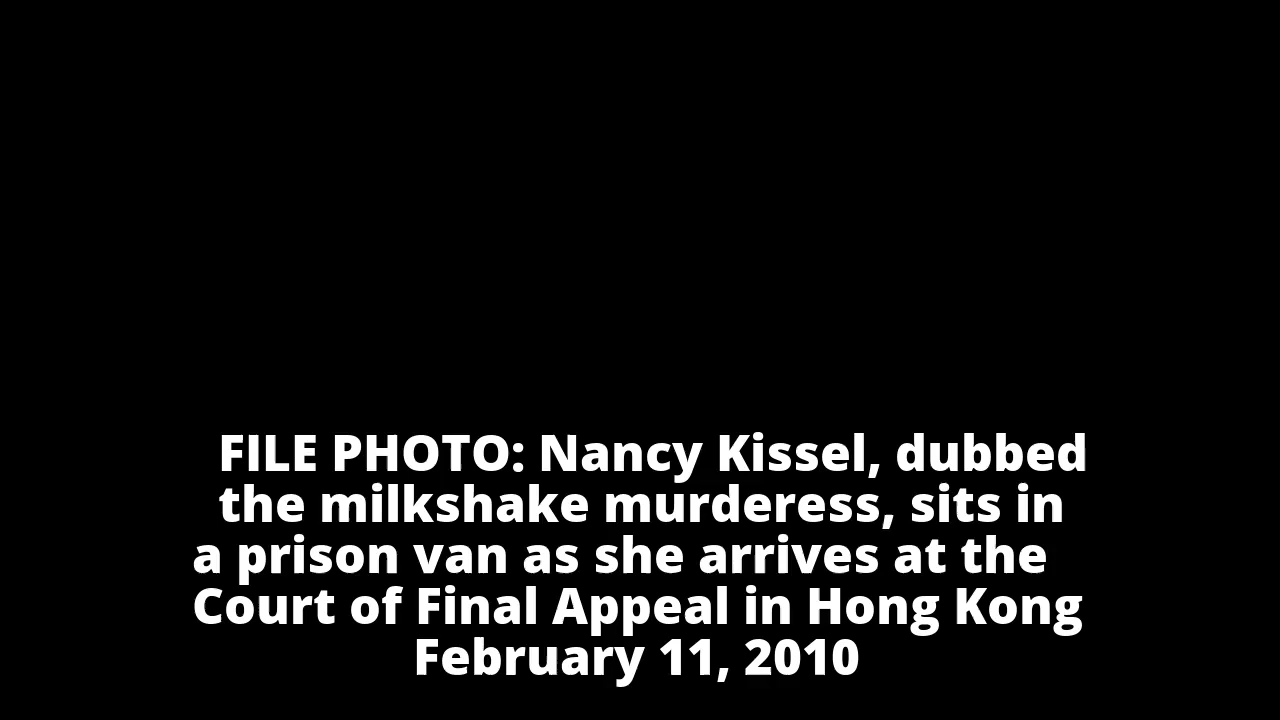 FILE PHOTO: Nancy Kissel, dubbed
the milkshake murderess, sits in
a prison van as she arrives at the
Court of Final Appeal in Hong Kong
February 11, 2010